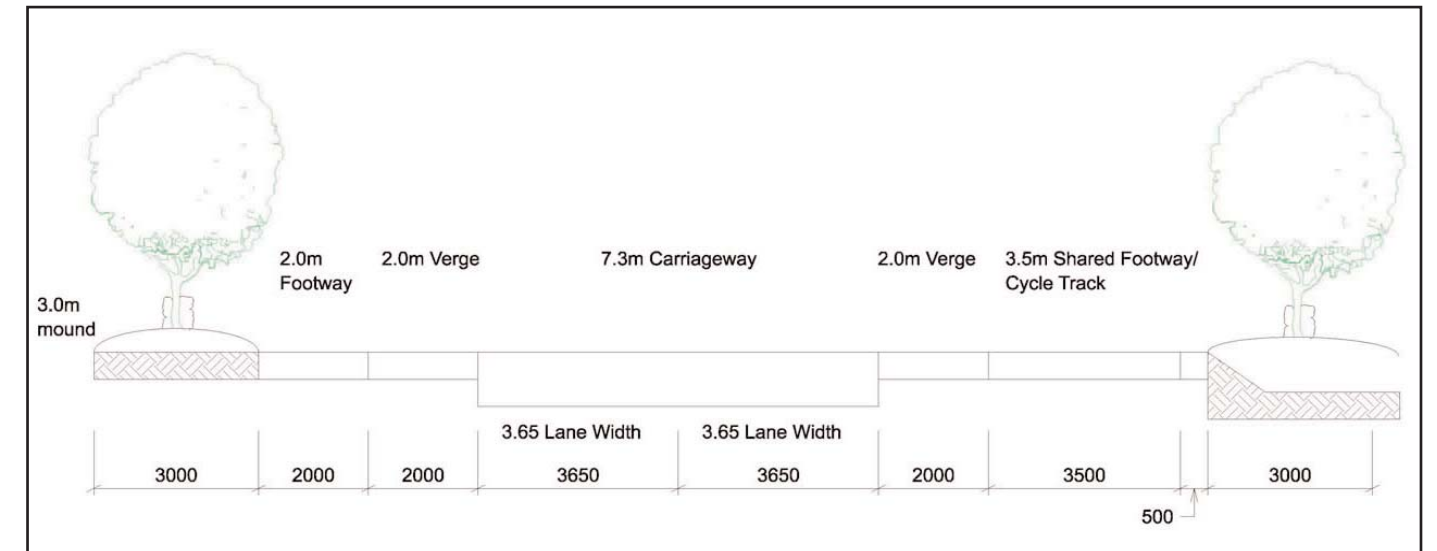 2.0m
Footway
2.0m Verge
7.3m Carriageway
2.0m Verge
3.5m Shared Footway/
Cycle Track
3.0m
mound
3.65 Lane Width
3.65 Lane Width
3000
2000
2000
3650
3650
2000
3500
3000
500